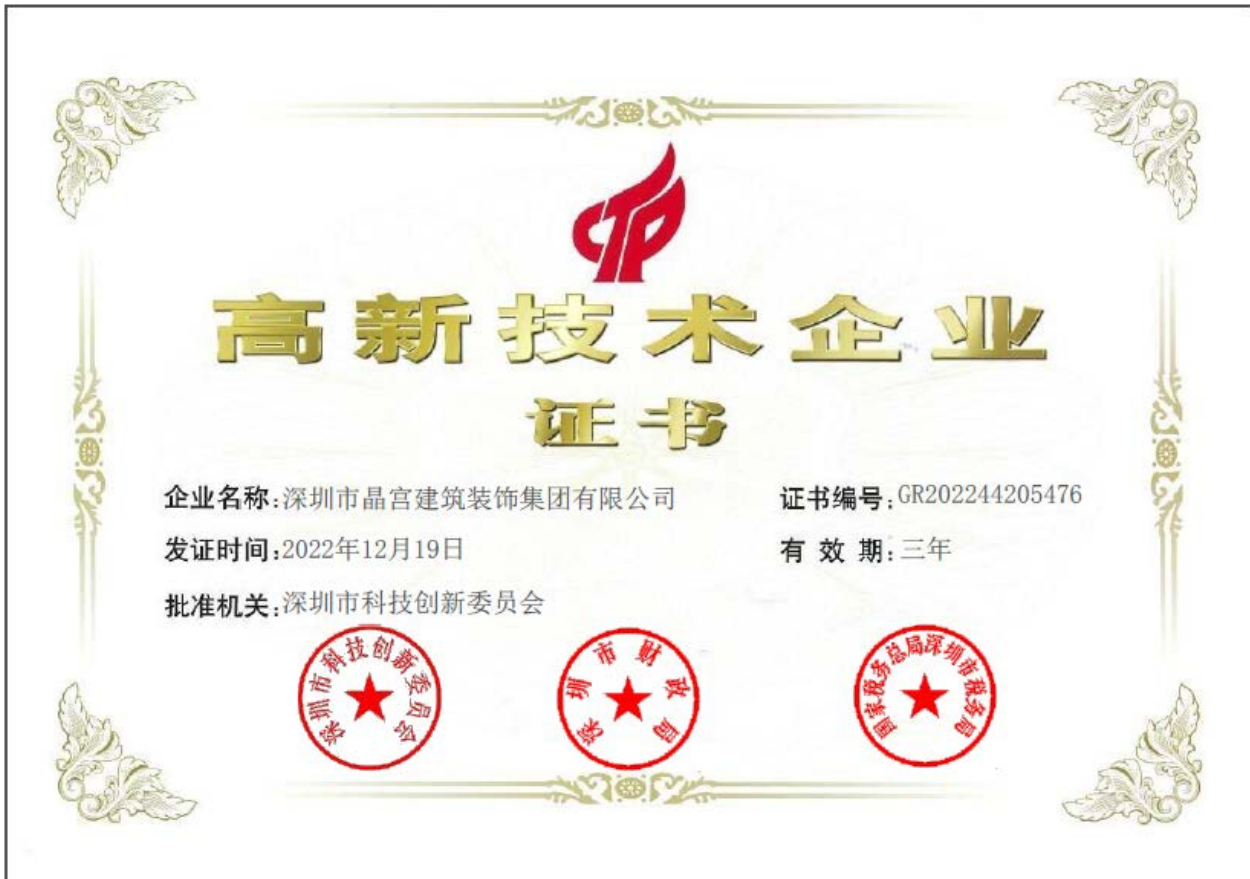 CTP
高新技术企业
证书
企业名称:深圳市晶宫建筑装饰集团有限公司
证书编号:GR202244205476
发证时间:2022年12月19日
有效期:三年
批准机关:深圳市科技创新委员会
深圳市科技创新委员会
深圳市财政局
国家税务总局深圳市税务局